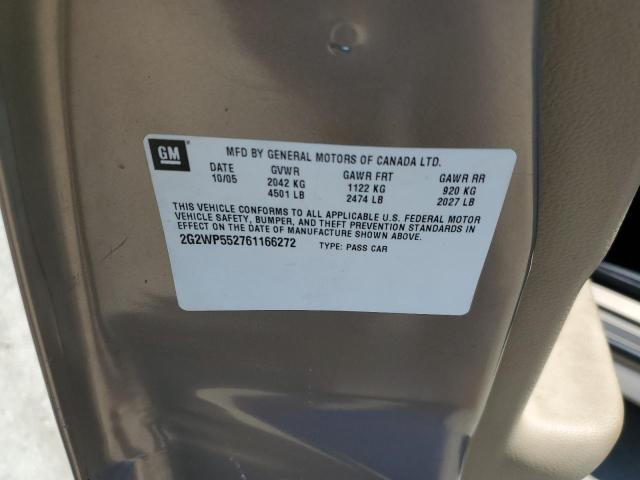 GM
MFD BY GENERAL MOTORS OF CANADA LTD.
DATE GVWR GAWR FRT GAWR RR
10/05 2042 KG 1122 KG 920 KG
4501 LB 2474 LB 2027 LB
THIS VEHICLE CONFORMS TO ALL APPLICABLE U.S. FEDERAL MOTOR
VEHICLE SAFETY, BUMPER, AND THEFT PREVENTION STANDARDS IN
EFFECT ON THE DATE OF MANUFACTURE SHOWN ABOVE.
2G2WP552761166272 TYPE: PASS CAR